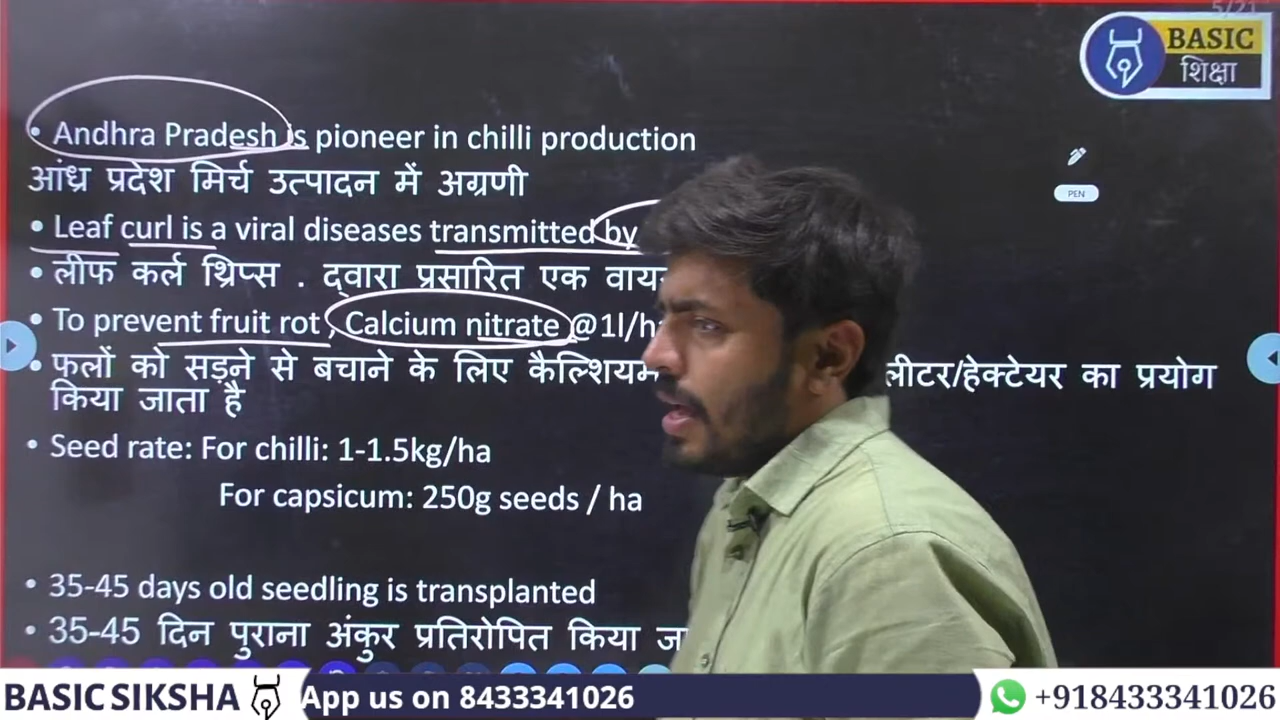 5/21
BASIC
शिक्षा
• Andhra Pradesh is pioneer in chilli production
आंध्र प्रदेश मिर्च उत्पादन में अग्रणी
PEN
• Leaf curl is a viral diseases transmitted by
• लीफ कर्ल थ्रिप्स . द्वारा प्रसारित एक
• To prevent fruit rot , Calcium nitrate @1l/ha
• फलों को सड़ने से बचाने के लिए कैल्शियम लीटर/हेक्टेयर का प्रयोग
किया जाता है
• Seed rate: For chilli: 1-1.5kg/ha
For capsicum: 250g seeds / ha
• 35-45 days old seedling is transplanted
• 35-45 दिन पुराना अंकुर प्रतिरोपित किया
BASIC SIKSHA App us on 8433341026 +918433341026